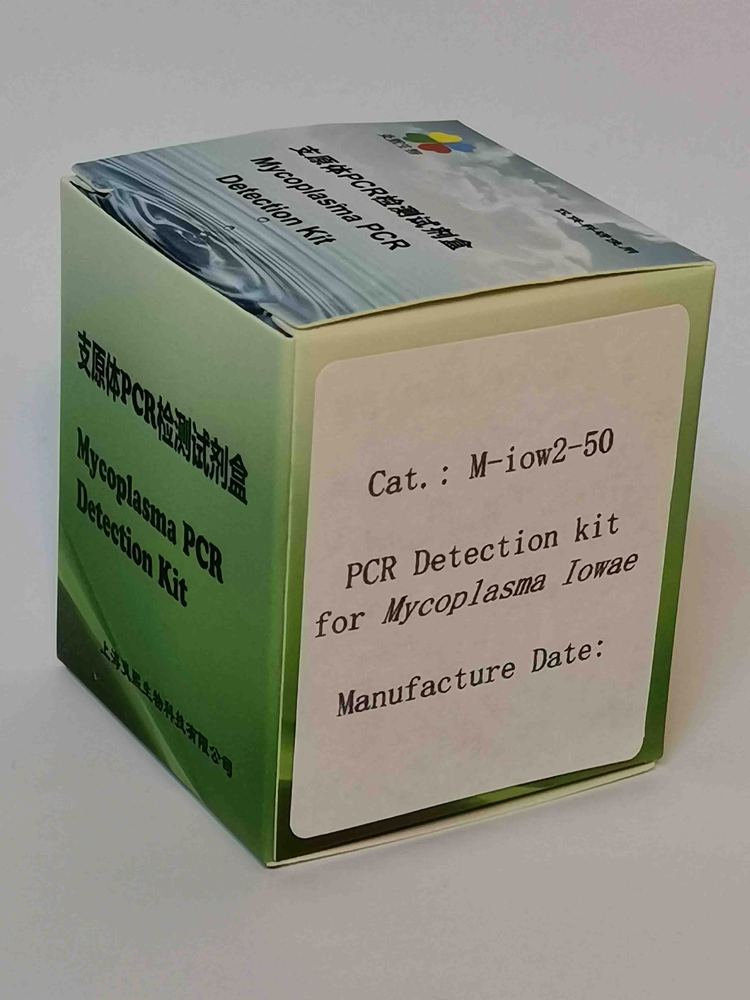 支原体PCR检测试剂盒
Mycoplasma PCR
Detection Kit
支原体PCR检测试剂盒
Mycoplasma PCR
Detection Kit
Cat.: M-iow2-50
PCR Detection kit
for Mycoplasma Iowae
Manufacture Date: